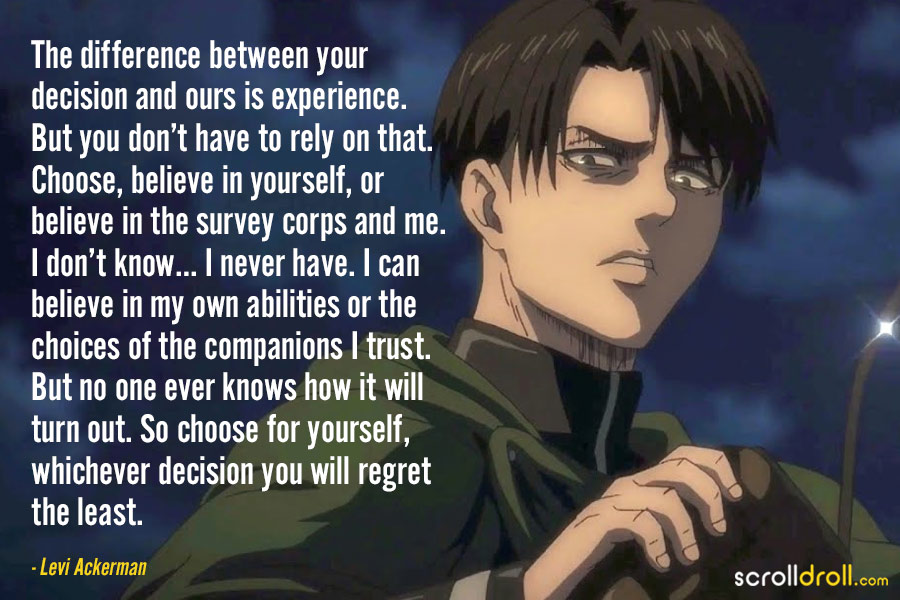 The difference between your
decision and ours is experience.
But you don't have to rely on that.
Choose, believe in yourself, or
believe in the survey corps and me.
I don't know... I never have. I can
believe in my own abilities or the
choices of the companions I trust.
But no one ever knows how it will
turn out. So choose for yourself,
whichever decision you will regret
the least.
- Levi Ackerman
scrolldroll.com